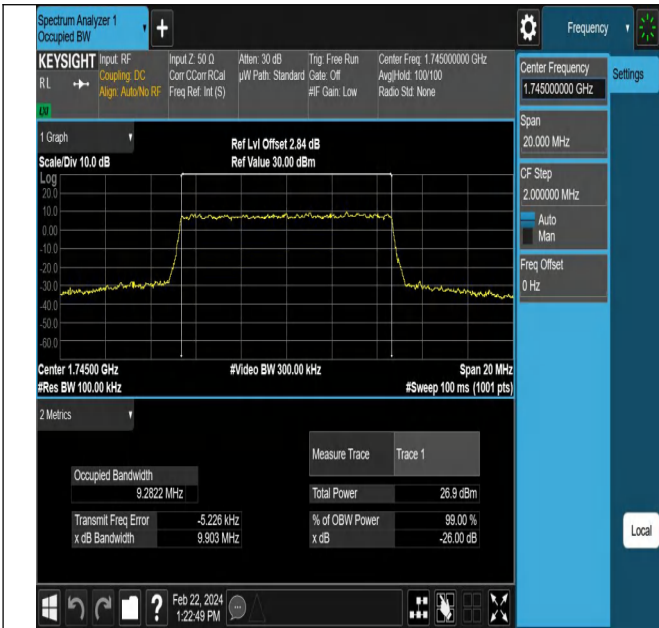 Spectrum Analyzer 1
Occupied BW
Frequency
KEYSIGHT
RL
LXI
Input: RF
Coupling: DC
Align: Auto/No RF
Input Z: 50 Ω
Corr CCorr RCal
Freq Ref: Int (S)
Atten: 30 dB
µW Path: Standard
Trig: Free Run
Gate: Off
#IF Gain: Low
Center Freq: 1.745000000 GHz
Avg|Hold: 100/100
Radio Std: None
Center Frequency
1.745000000 GHz
Settings
Span
20.000 MHz
CF Step
2.000000 MHz
Auto
Man
Freq Offset
0 Hz
1 Graph
Scale/Div 10.0 dB
Ref Lvl Offset 2.84 dB
Ref Value 30.00 dBm
Log
20.0
10.0
0.00
-10.0
-20.0
-30.0
-40.0
-50.0
-60.0
Center 1.74500 GHz
#Res BW 100.00 kHz
#Video BW 300.00 kHz
Span 20 MHz
#Sweep 100 ms (1001 pts)
2 Metrics
Measure Trace Trace 1
Occupied Bandwidth
9.2822 MHz
Total Power 26.9 dBm
Transmit Freq Error -5.226 kHz
% of OBW Power 99.00 %
x dB Bandwidth 9.903 MHz
x dB -26.00 dB
Local
Feb 22, 2024
1:22:49 PM